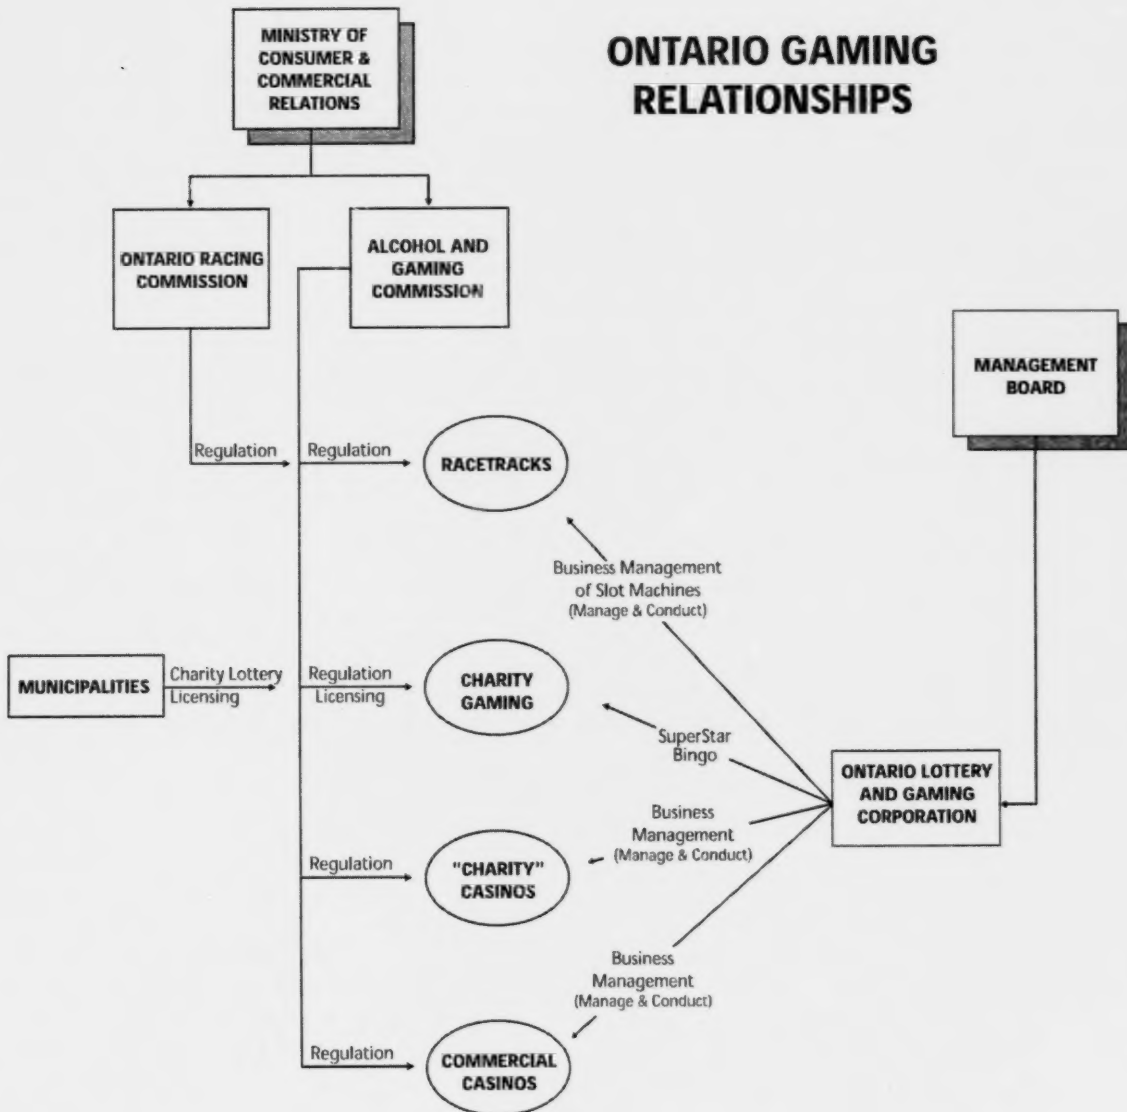 ONTARIO GAMING
RELATIONSHIPS
MINISTRY OF
CONSUMER &
COMMERCIAL
RELATIONS
ONTARIO RACING
COMMISSION
ALCOHOL AND
GAMING
COMMISSION
MANAGEMENT
BOARD
Regulation
Regulation
RACETRACKS
Business Management
of Slot Machines
(Manage & Conduct)
MUNICIPALITIES
Charity Lottery
Licensing
Regulation
Licensing
CHARITY
GAMING
SuperStar
Bingo
ONTARIO LOTTERY
AND GAMING
CORPORATION
Business
Management
(Manage & Conduct)
Regulation
"CHARITY"
CASINOS
Business
Management
(Manage & Conduct)
Regulation
COMMERCIAL
CASINOS